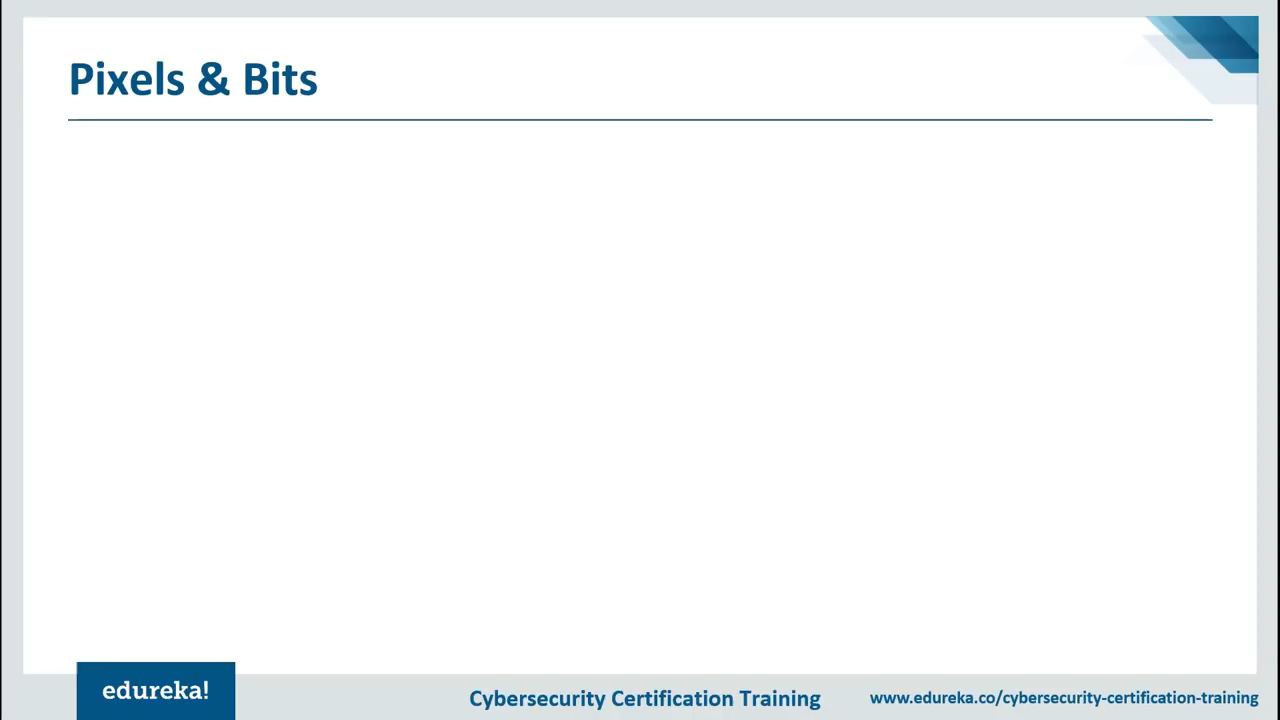 Pixels & Bits
edureka!
Cybersecurity Certification Training
www.edureka.co/cybersecurity-certification-training